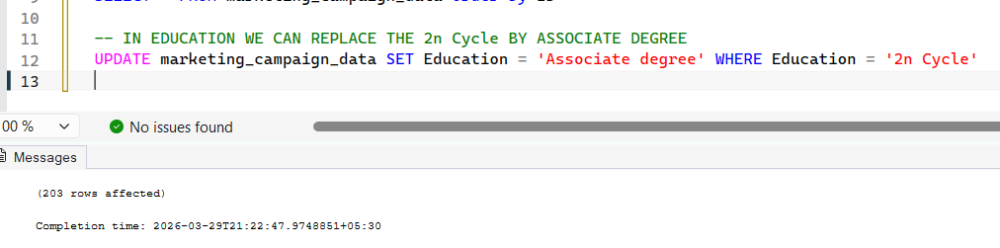 10
11 -- IN EDUCATION WE CAN REPLACE THE 2n Cycle BY ASSOCIATE DEGREE
12 UPDATE marketing_campaign_data SET Education = 'Associate degree' WHERE Education = '2n Cycle'
13
00 % No issues found
Messages
(203 rows affected)
Completion time: 2026-03-29T21:22:47.9748851+05:30